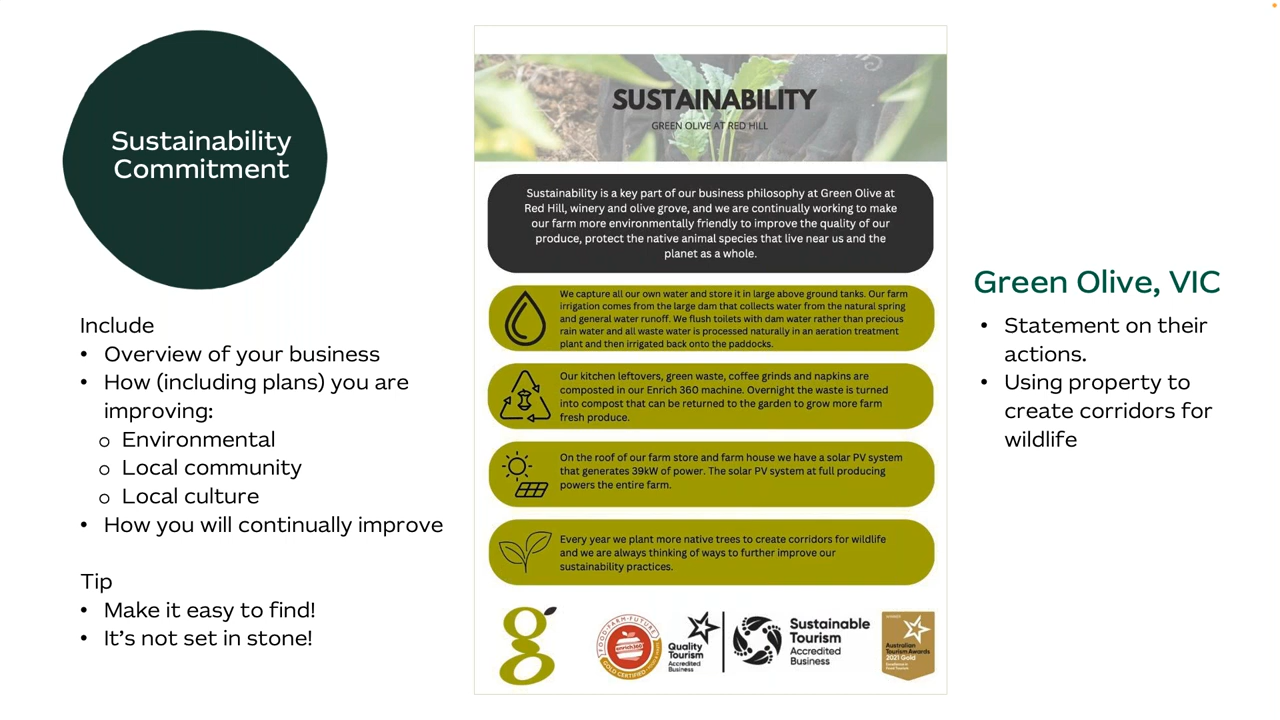 Sustainability
Commitment
Include
• Overview of your business
• How (including plans) you are
improving:
o Environmental
o Local community
o Local culture
• How you will continually improve
Tip
• Make it easy to find!
• It's not set in stone!
SUSTAINABILITY
GREEN OLIVE AT RED HILL
Sustainability is a key part of our business philosophy at Green Olive at
Red Hill, winery and olive grove, and we are continually working to make
our farm more environmentally friendly to improve the quality of our
produce, protect the native animal species that live near us and the
planet as a whole.
We capture all our own water and store it in large above ground tanks. Our farm
irrigation comes from the large dam that collects water from the natural spring
and general water runoff. We flush toilets with dam water rather than precious
rain water and all waste water is processed naturally in an aeration treatment
plant and then irrigated back onto the paddocks.
Our kitchen leftovers, green waste, coffee grinds and napkins are
composted in our Enrich 360 machine. Overnight the waste is turned
into compost that can be returned to the garden to grow more farm
fresh produce.
On the roof of our farm store and farm house we have a solar PV system
that generates 39kW of power. The solar PV system at full producing
powers the entire farm.
Every year we plant more native trees to create corridors for wildlife
and we are always thinking of ways to further improve our
sustainability practices.
g
FOOD·FARM·FUTURE
enrich360
GOLD CERTIFIED
Quality
Tourism
Accredited
Business
Sustainable
Tourism
Accredited
Business
Australian
Tourism Awards
2021 Gold
Green Olive, VIC
• Statement on their
actions.
• Using property to
create corridors for
wildlife